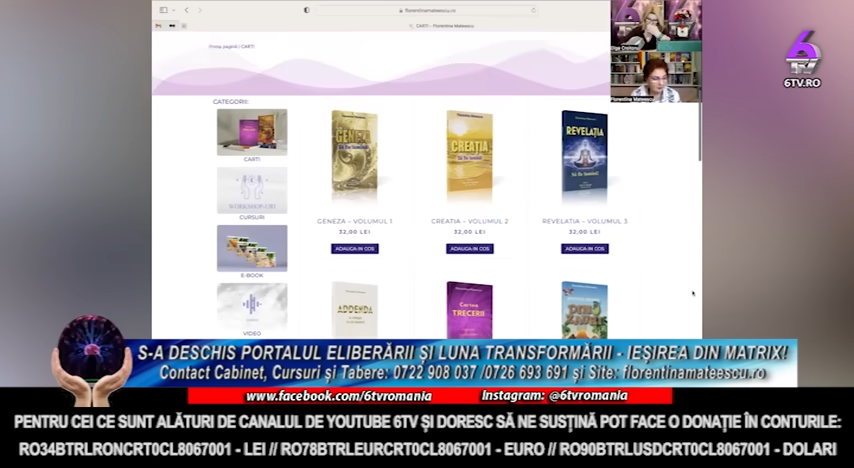 florentinamateescu.ro
CARTI - Florentina Mateescu
Prima pagină / CARTI
Olga Croitoru
Florentina Mateescu
6TV.RO
CATEGORII:
CARTI
CURSURI
E-BOOK
VIDEO
GENEZA
CREAȚIA
REVELAȚIA
GENEZA – VOLUMUL 1
CREATIA – VOLUMUL 2
REVELATIA – VOLUMUL 3
32,00 LEI
32,00 LEI
32,00 LEI
ADAUGA-IN COS
ADAUGA-IN COS
ADAUGA-IN COS
ADDENDA
Cartea
TRECERII
S-A DESCHIS PORTALUL ELIBERĂRII ȘI LUNA TRANSFORMĂRII - IEȘIREA DIN MATRIX!
Contact Cabinet, Cursuri și Tabere: 0722 908 037 /0726 693 691 și Site: florentinamateescu.ro
www.facebook.com/6tvromania Instagram: @6tvromania
PENTRU CEI CE SUNT ALĂTURI DE CANALUL DE YOUTUBE 6TV ȘI DORESC SĂ NE SUSȚINĂ POT FACE O DONAȚIE ÎN CONTURILE:
RO34BTRLRONCRT0CL8067001 - LEI // RO78BTRLEURCRT0CL8067001 - EURO // RO90BTRLUSDCRT0CL8067001 - DOLARI